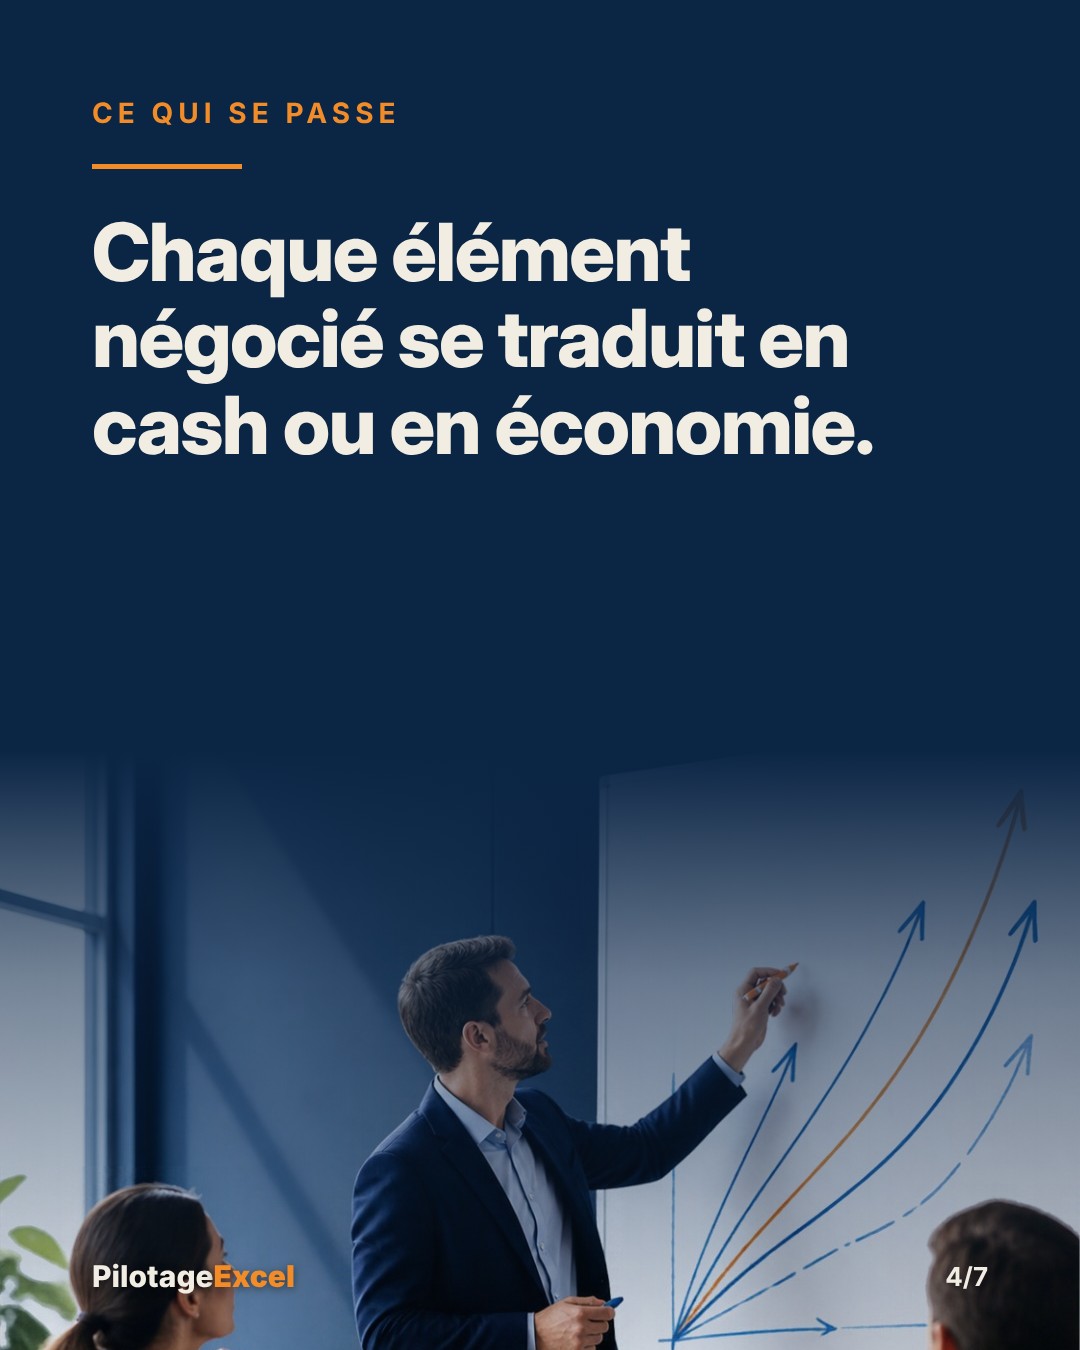 CE QUI SE PASSE
Chaque élément
négocié se traduit en
cash ou en économie.
PilotageExcel
4/7